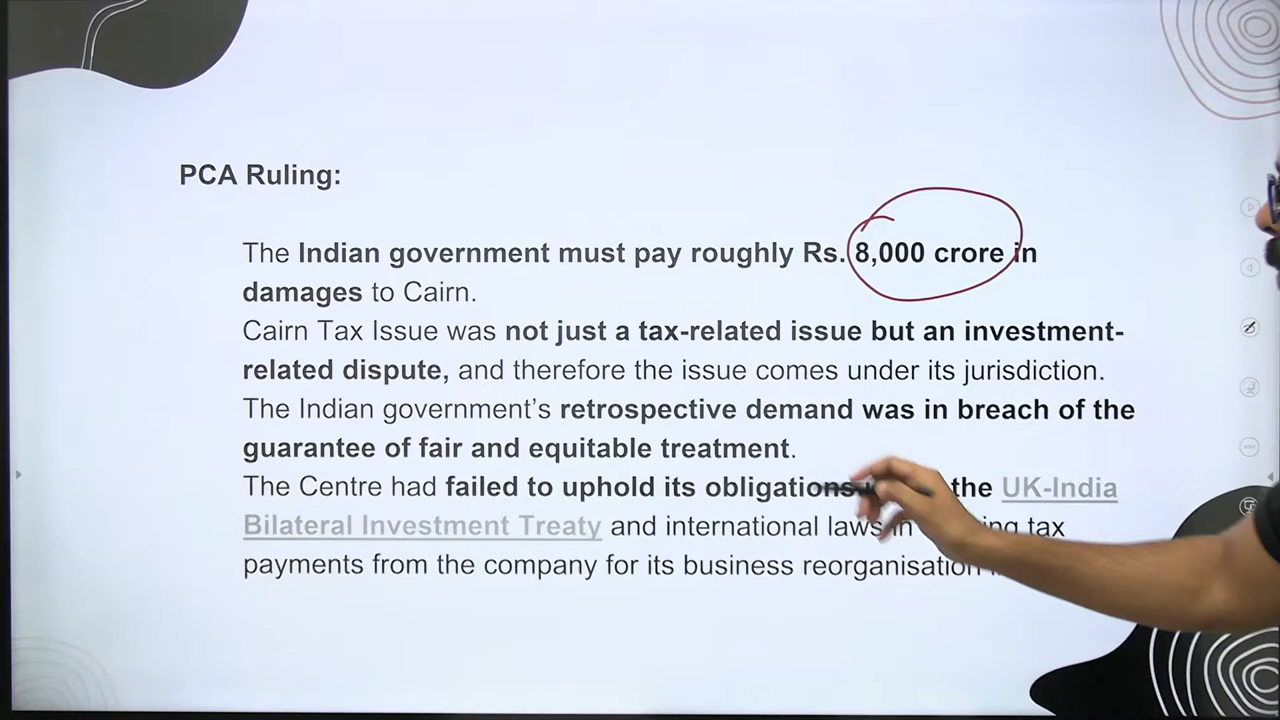 PCA Ruling:
The Indian government must pay roughly Rs. 8,000 crore in
damages to Cairn.
Cairn Tax Issue was not just a tax-related issue but an investment-
related dispute, and therefore the issue comes under its jurisdiction.
The Indian government’s retrospective demand was in breach of the
guarantee of fair and equitable treatment.
The Centre had failed to uphold its obligations the UK-India
Bilateral Investment Treaty and international laws in tax
payments from the company for its business reorganisation